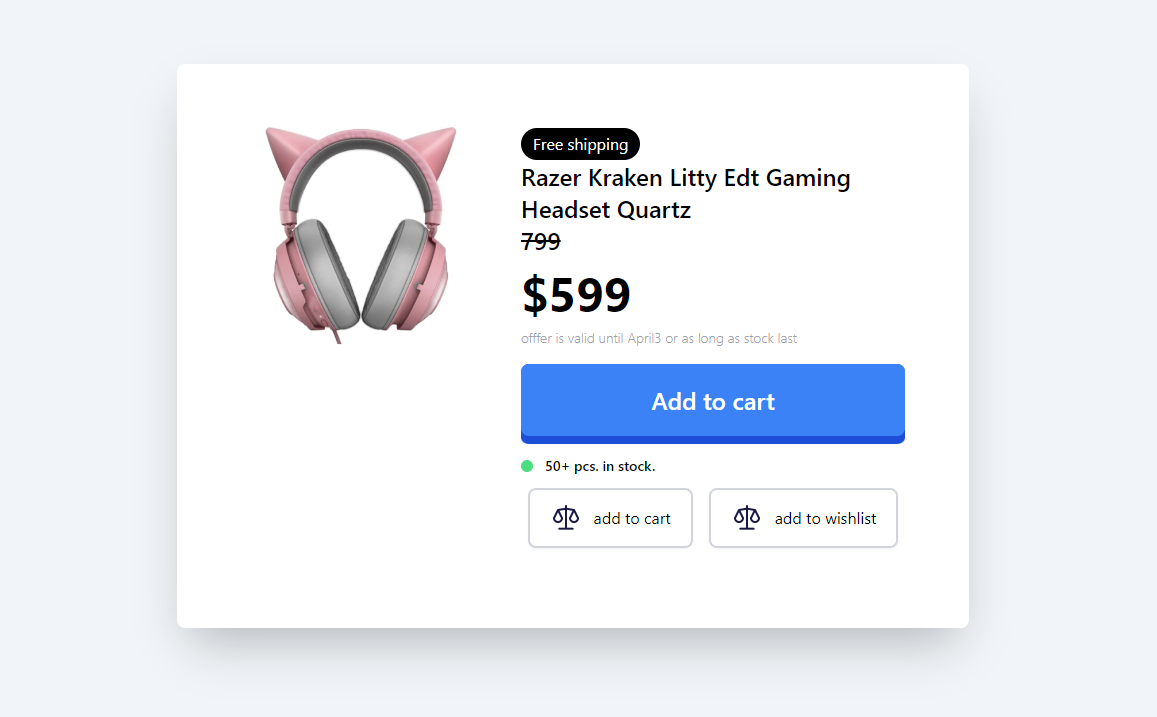 Free shipping
Razer Kraken Litty Edt Gaming
Headset Quartz
799
$599
offfer is valid until April3 or as long as stock last
Add to cart
50+ pcs. in stock.
add to cart
add to wishlist